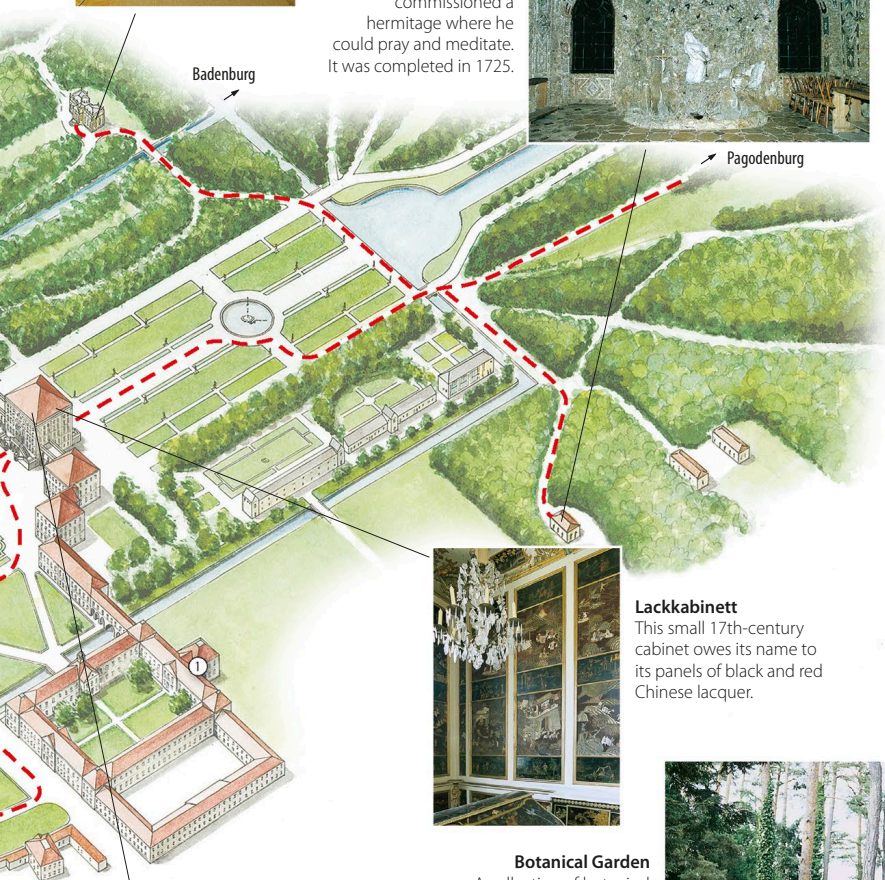 commissioned a
hermitage where he
could pray and meditate.
It was completed in 1725.
Badenburg
Pagodenburg
1
Lackkabinett
This small 17th-century
cabinet owes its name to
its panels of black and red
Chinese lacquer.
Botanical Garden